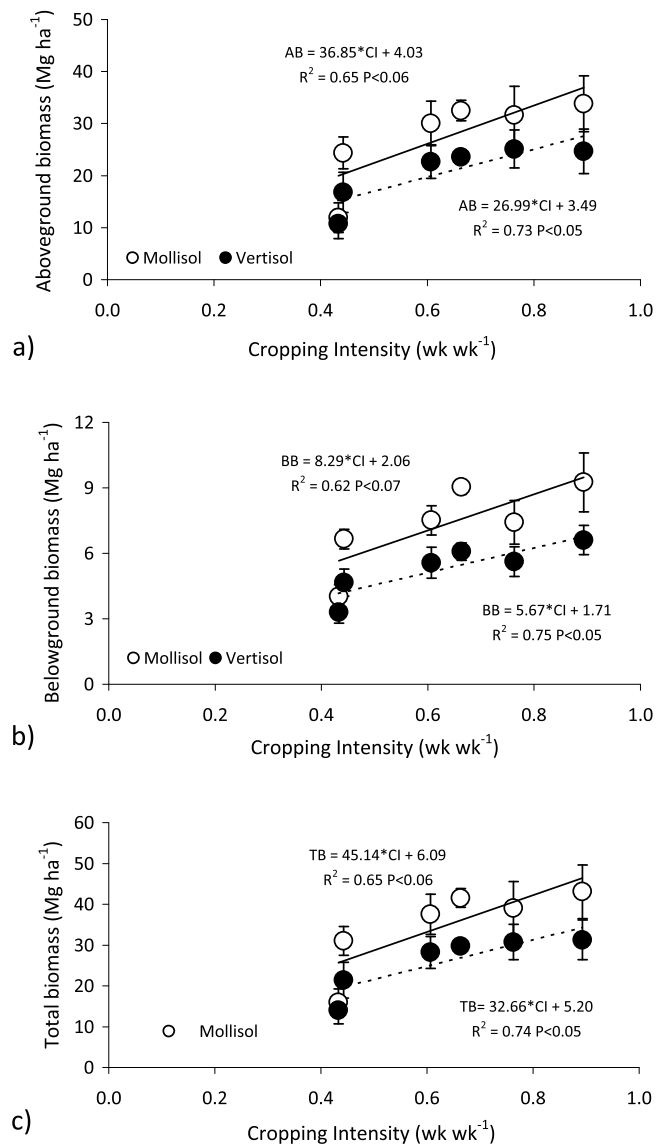 50
40
30
20
10
0
Aboveground biomass (Mg ha⁻¹)
AB = 36.85*CI + 4.03
R² = 0.65 P<0.06
AB = 26.99*CI + 3.49
R² = 0.73 P<0.05
Mollisol Vertisol
0.0 0.2 0.4 0.6 0.8 1.0
Cropping Intensity (wk wk⁻¹)
a)
12
9
6
3
0
Belowground biomass (Mg ha⁻¹)
BB = 8.29*CI + 2.06
R² = 0.62 P<0.07
BB = 5.67*CI + 1.71
R² = 0.75 P<0.05
Mollisol Vertisol
0.0 0.2 0.4 0.6 0.8 1.0
Cropping Intensity (wk wk⁻¹)
b)
60
50
40
30
20
10
0
Total biomass (Mg ha⁻¹)
TB = 45.14*CI + 6.09
R² = 0.65 P<0.06
TB= 32.66*CI + 5.20
R² = 0.74 P<0.05
Mollisol
0.0 0.2 0.4 0.6 0.8 1.0
Cropping Intensity (wk wk⁻¹)
c)